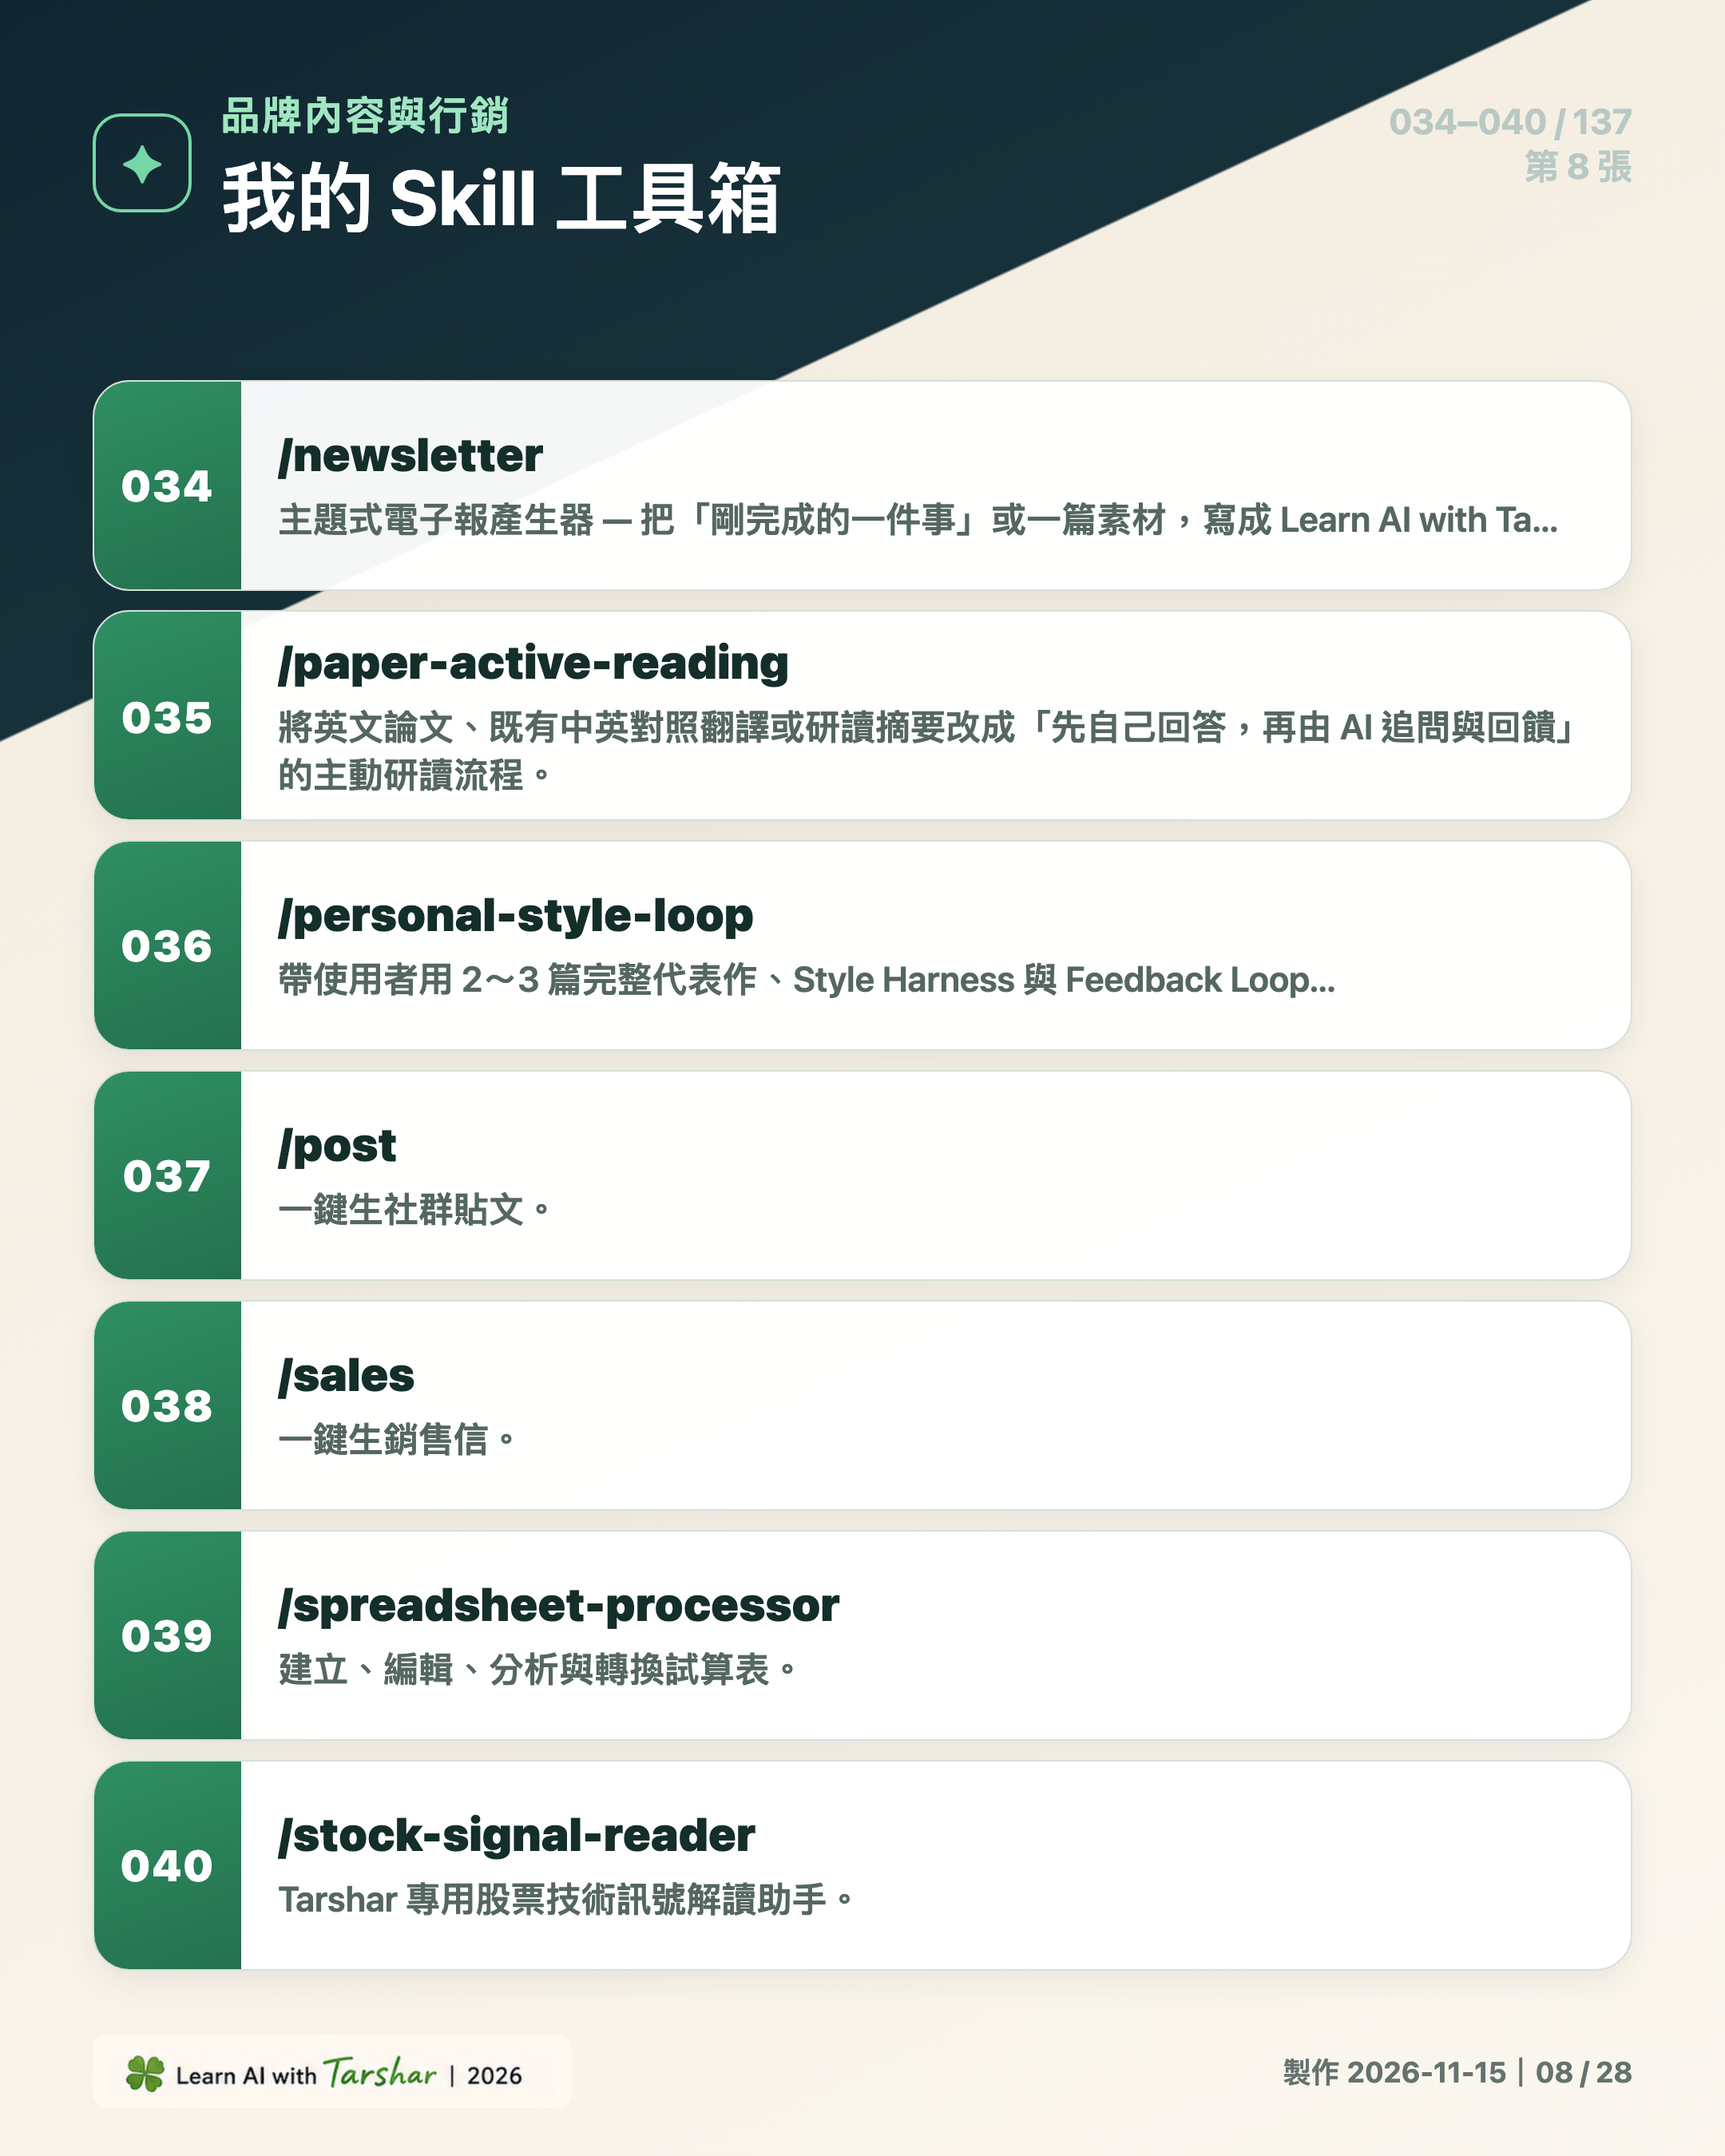 品牌內容與行銷
我的 Skill 工具箱
034–040 / 137
第 8 張
034
/newsletter
主題式電子報產生器 — 把「剛完成的一件事」或一篇素材，寫成 Learn AI with Ta...
035
/paper-active-reading
將英文論文、既有中英對照翻譯或研讀摘要改成「先自己回答，再由 AI 追問與回饋」
的主動研讀流程。
036
/personal-style-loop
帶使用者用 2～3 篇完整代表作、Style Harness 與 Feedback Loop...
037
/post
一鍵生社群貼文。
038
/sales
一鍵生銷售信。
039
/spreadsheet-processor
建立、編輯、分析與轉換試算表。
040
/stock-signal-reader
Tarshar 專用股票技術訊號解讀助手。
Learn AI with Tarshar | 2026
製作 2026-11-15｜08 / 28